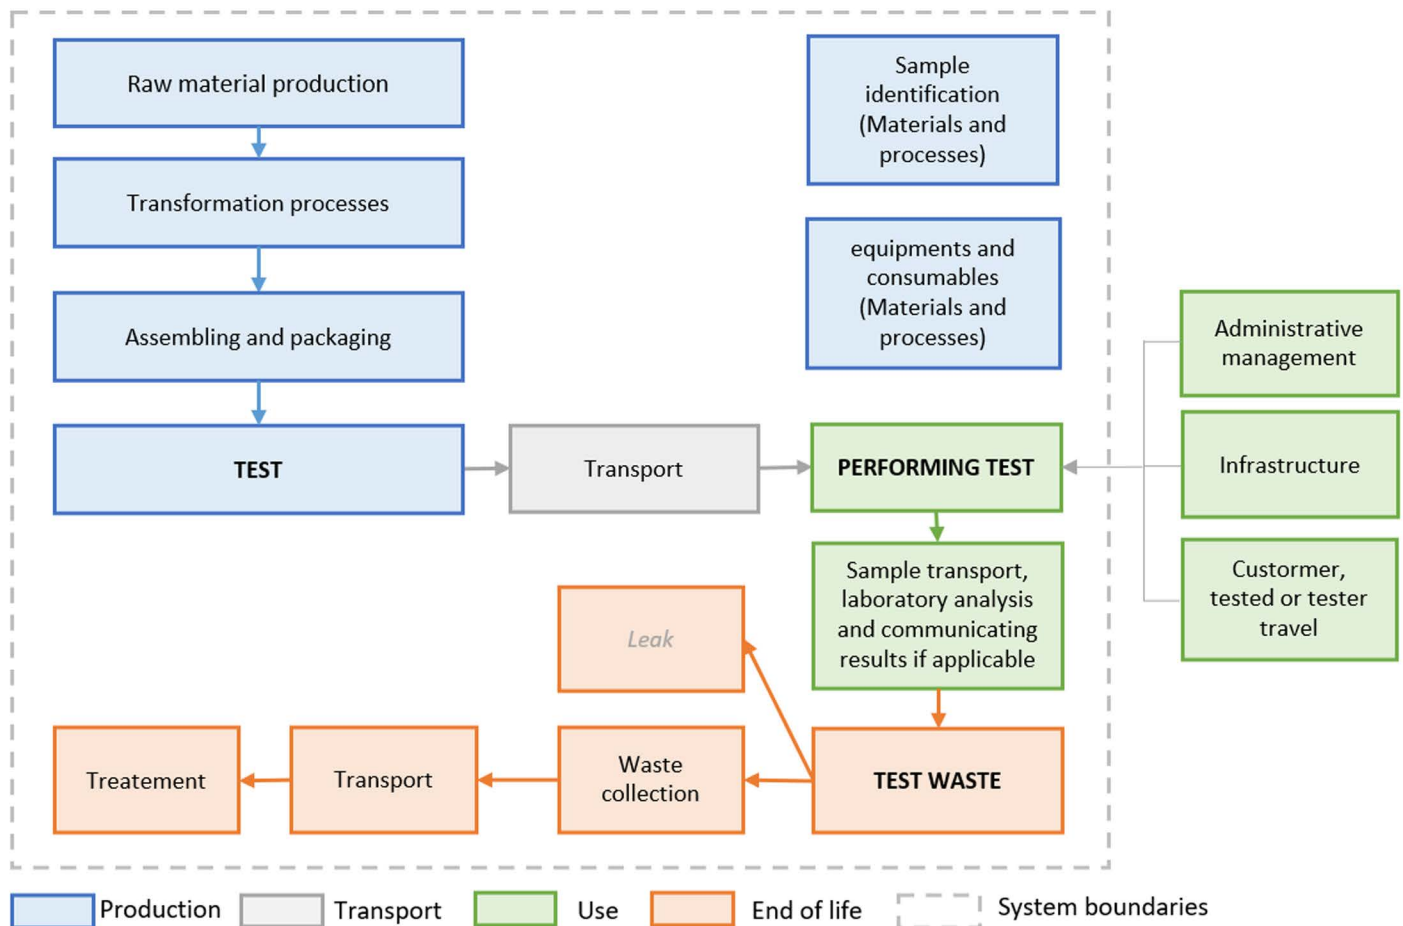 Raw material production
Transformation processes
Assembling and packaging
TEST
Transport
Sample
identification
(Materials and
processes)
equipments and
consumables
(Materials and
processes)
PERFORMING TEST
Administrative
management
Infrastructure
Custormer,
tested or tester
travel
Sample transport,
laboratory analysis
and communicating
results if applicable
Leak
TEST WASTE
Waste
collection
Transport
Treatement
Production
Transport
Use
End of life
System boundaries